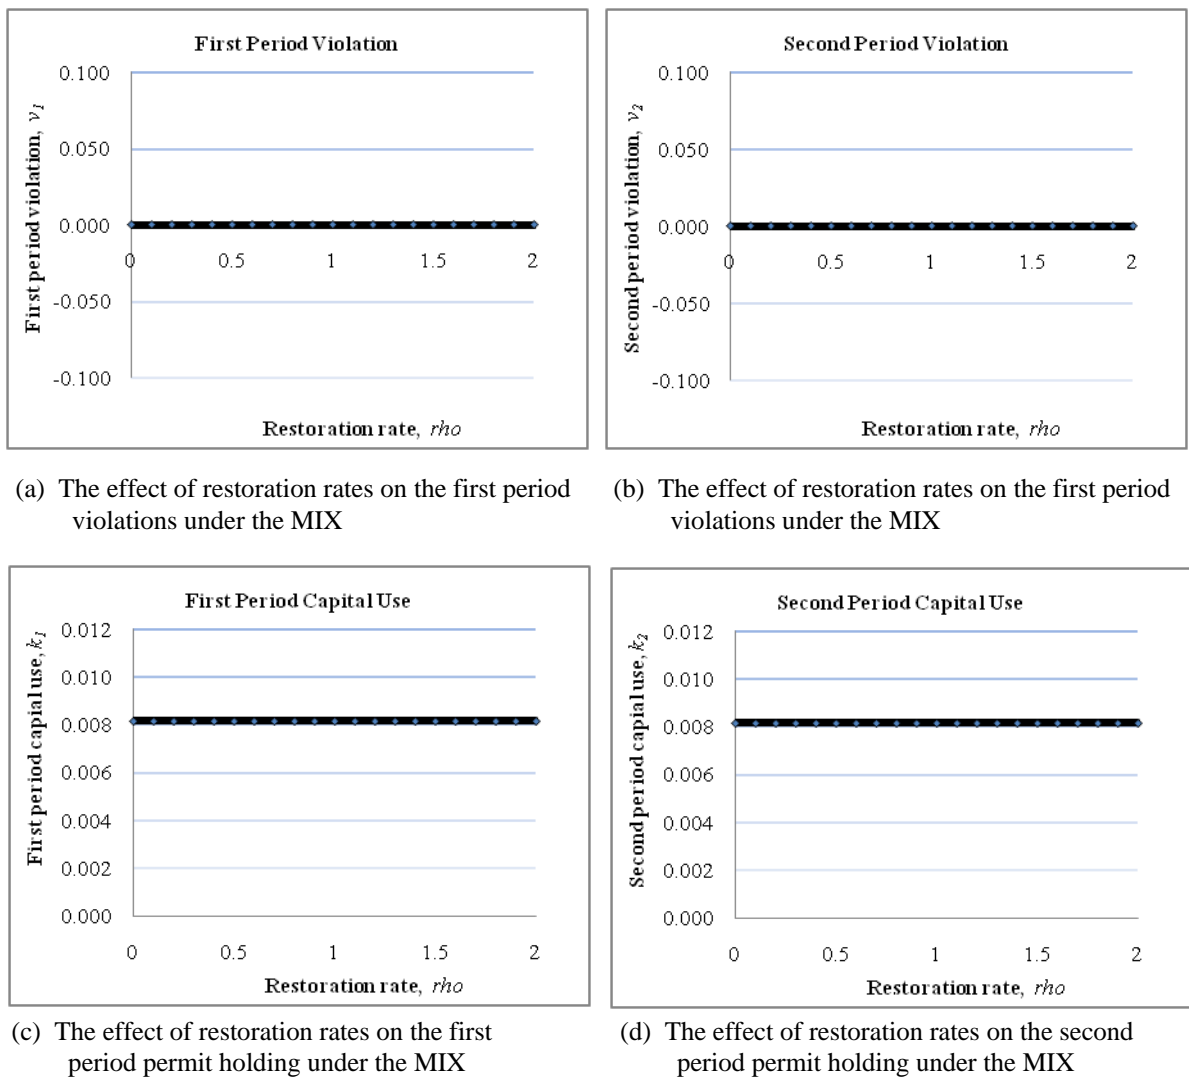 First Period Violation
0.100
0.050
0.000
-0.050
-0.100
0 0.5 1 1.5 2
First period violation, v1
Restoration rate, rho
Second Period Violation
0.100
0.050
0.000
-0.050
-0.100
0 0.5 1 1.5 2
Second period violation, v2
Restoration rate, rho
(a) The effect of restoration rates on the first period
violations under the MIX
(b) The effect of restoration rates on the first period
violations under the MIX
First Period Capital Use
0.012
0.010
0.008
0.006
0.004
0.002
0.000
0 0.5 1 1.5 2
First period capial use, k1
Restoration rate, rho
Second Period Capital Use
0.012
0.010
0.008
0.006
0.004
0.002
0.000
0 0.5 1 1.5 2
Second period capial use, k2
Restoration rate, rho
(c) The effect of restoration rates on the first
period permit holding under the MIX
(d) The effect of restoration rates on the second
period permit holding under the MIX